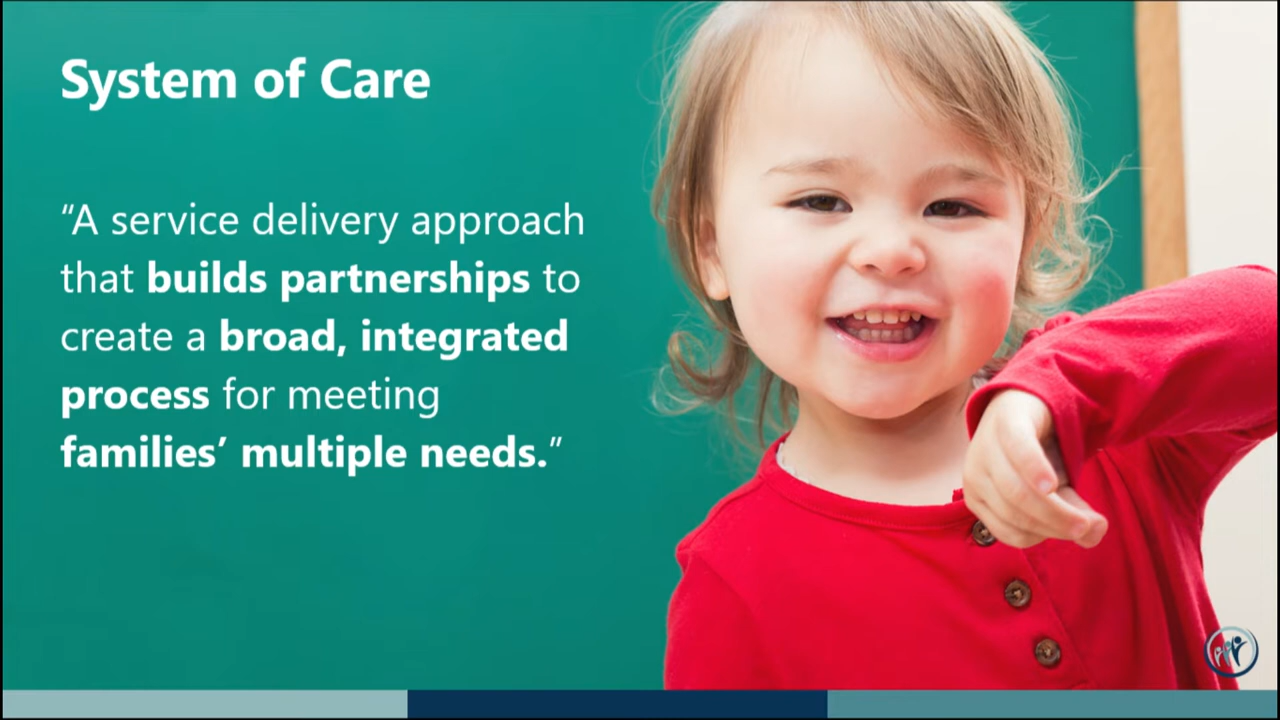 System of Care
“A service delivery approach
that builds partnerships to
create a broad, integrated
process for meeting
families’ multiple needs.”